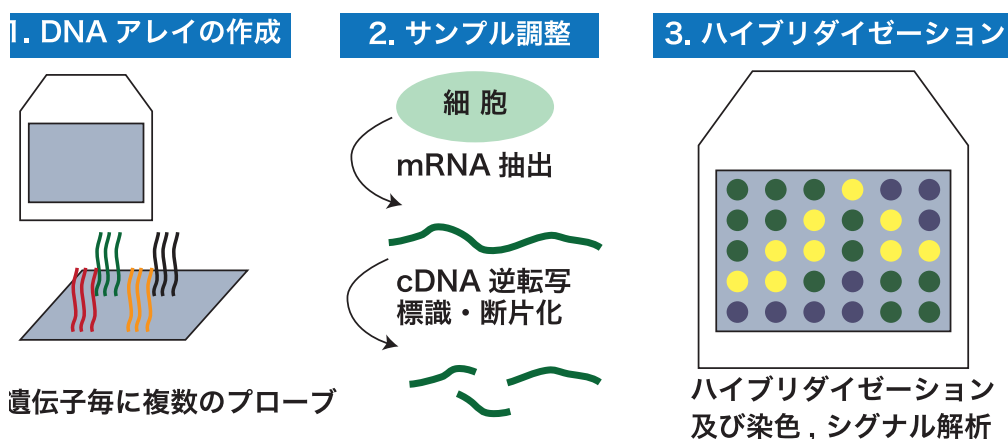 1. DNA アレイの作成
遺伝子毎に複数のプローブ
2. サンプル調整
細 胞
mRNA 抽出
cDNA 逆転写
標識・断片化
3. ハイブリダイゼーション
ハイブリダイゼーション
及び染色 , シグナル解析